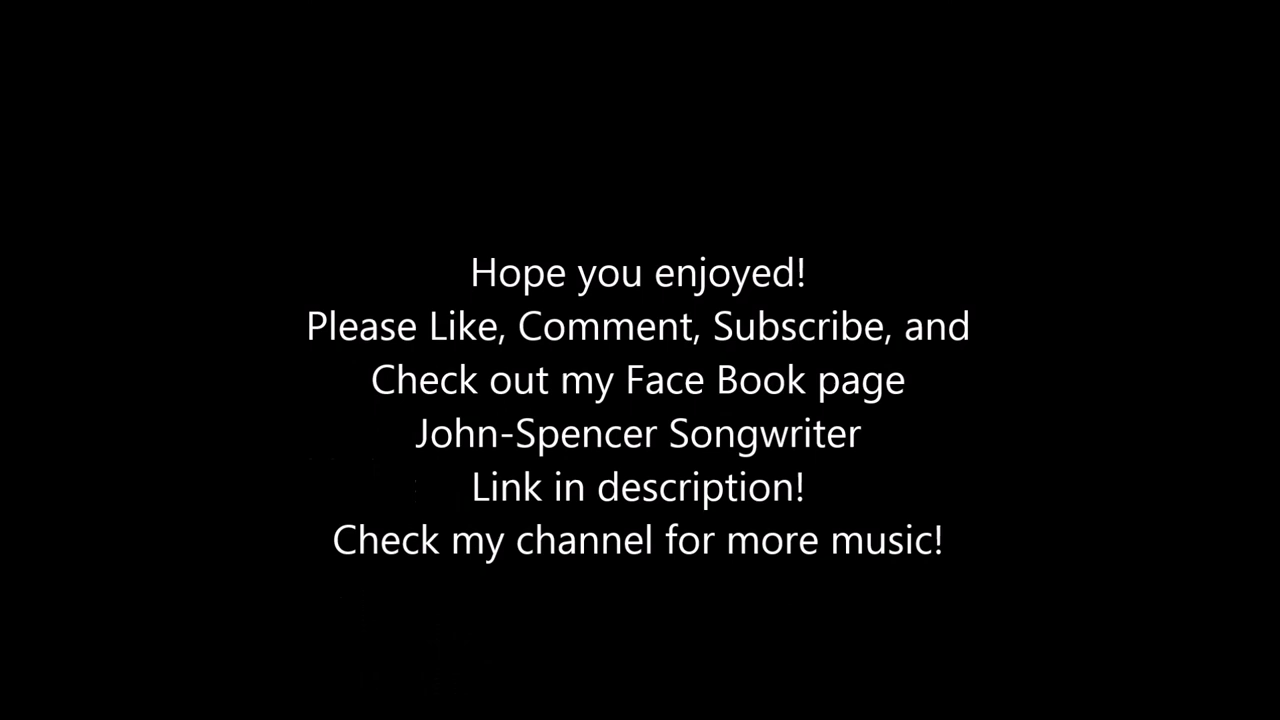 Hope you enjoyed!
Please Like, Comment, Subscribe, and
Check out my Face Book page
John-Spencer Songwriter
Link in description!
Check my channel for more music!